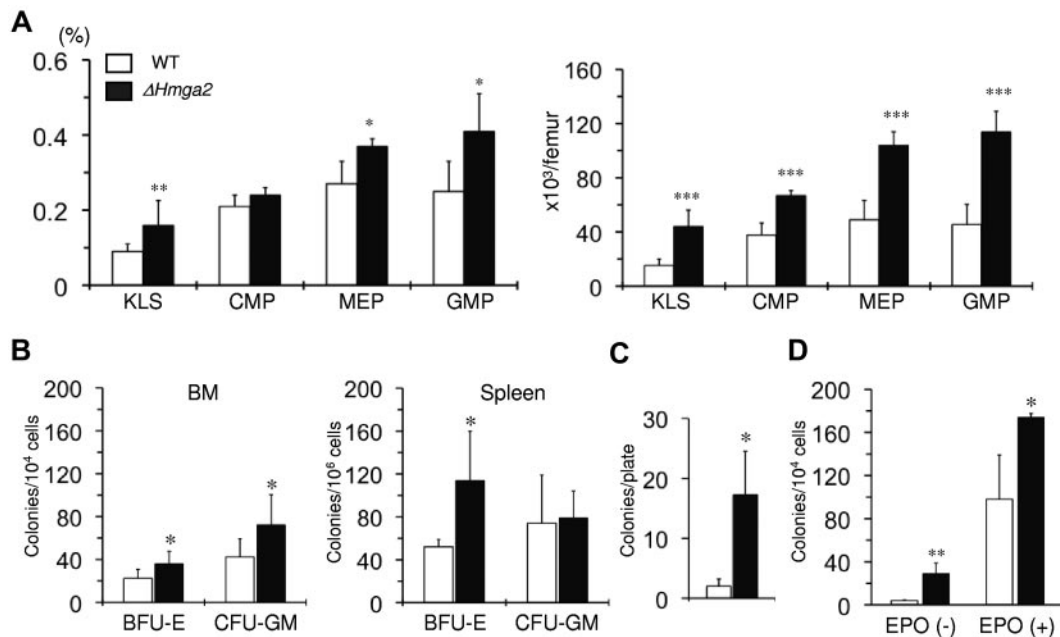 A
(%)
WT
ΔHmga2
0.6
0.4
0.2
0
**
*
*
KLS CMP MEP GMP
x10³/femur
160
120
80
40
0
***
***
***
***
KLS CMP MEP GMP
B
BM
Colonies/10⁴ cells
200
160
120
80
40
0
*
*
BFU-E CFU-GM
Spleen
Colonies/10⁶ cells
200
160
120
80
40
0
*
BFU-E CFU-GM
C
Colonies/plate
30
20
10
0
*
D
Colonies/10⁴ cells
200
160
120
80
40
0
**
*
EPO (-) EPO (+)